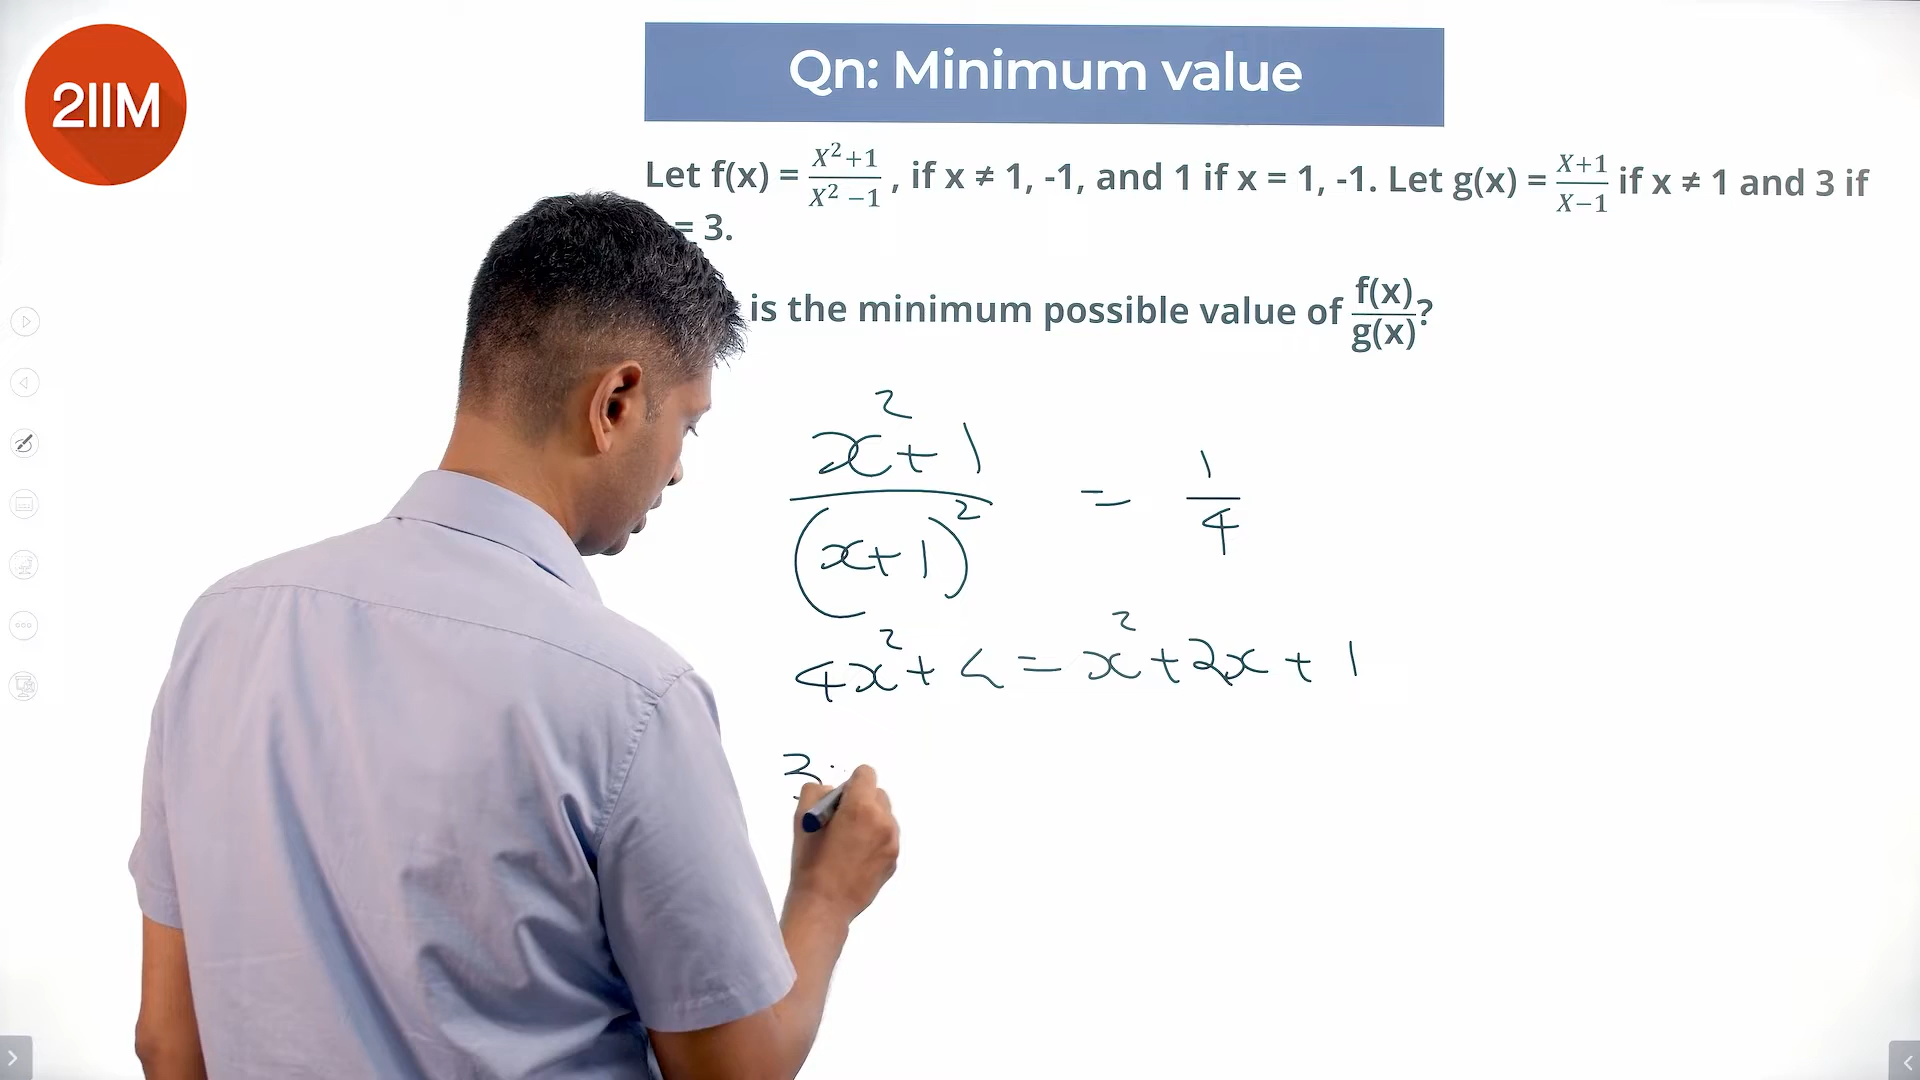 2IIM
Qn: Minimum value
Let f(x) = X²+1/X² −1 , if x ≠ 1, -1, and 1 if x = 1, -1. Let g(x) = X+1/X−1 if x ≠ 1 and 3 if
= 3.
is the minimum possible value of f(x)/g(x)?
x²+1/(x+1)² = 1/4
4x²+4 = x²+2x+1
3